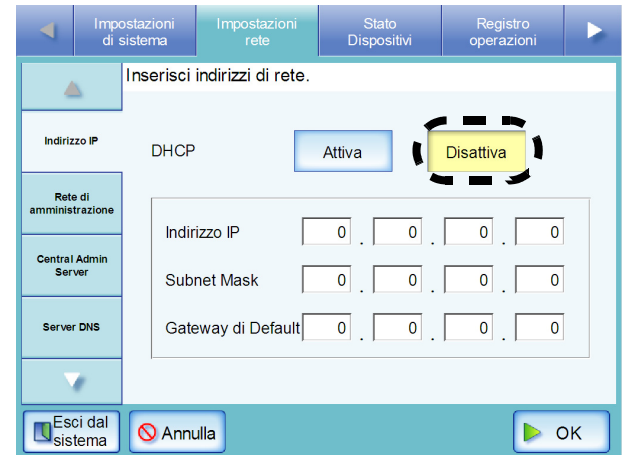 Impostazioni
di sistema
Impostazioni
rete
Stato
Dispositivi
Registro
operazioni
Inserisci indirizzi di rete.
Indirizzo IP
Rete di
amministrazione
Central Admin
Server
Server DNS
DHCP
Attiva
Disattiva
Indirizzo IP 0 . 0 . 0 . 0
Subnet Mask 0 . 0 . 0 . 0
Gateway di Default 0 . 0 . 0 . 0
Esci dal
sistema
Annulla
OK